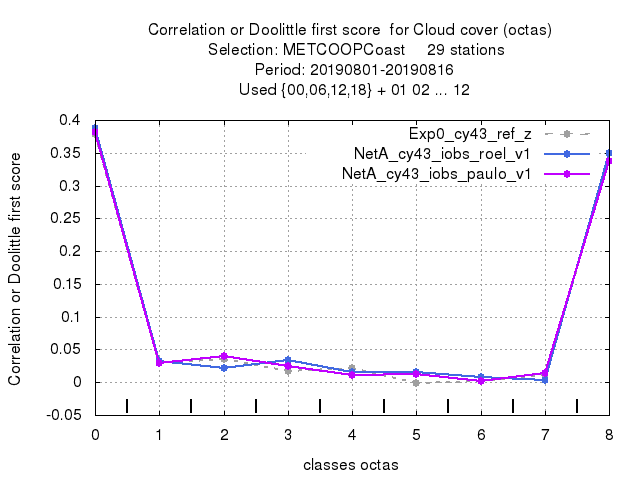 Correlation or Doolittle first score  for Cloud cover (octas)
Selection: METCOOPCoast     29 stations
Period: 20190801-20190816
Used {00,06,12,18} + 01 02 ... 12
Exp0_cy43_ref_z
NetA_cy43_iobs_roel_v1
NetA_cy43_iobs_paulo_v1
Correlation or Doolittle first score
0.4
0.35
0.3
0.25
0.2
0.15
0.1
0.05
0
-0.05
0 1 2 3 4 5 6 7 8
classes octas